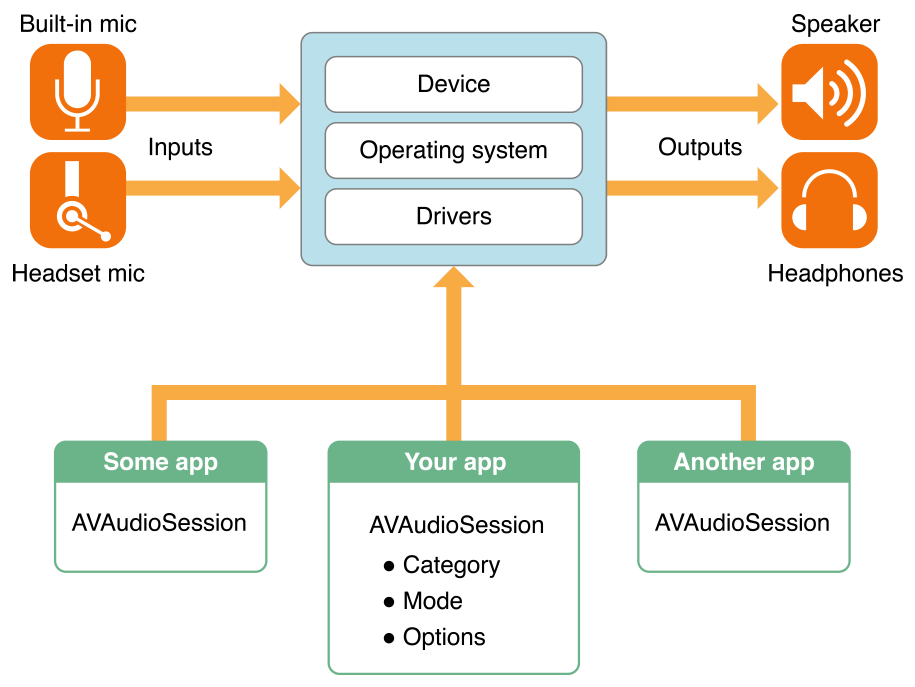 Built-in mic
Speaker
Device
Inputs
Operating system
Outputs
Drivers
Headset mic
Headphones
Some app
Your app
Another app
AVAudioSession
AVAudioSession
● Category
● Mode
● Options
AVAudioSession